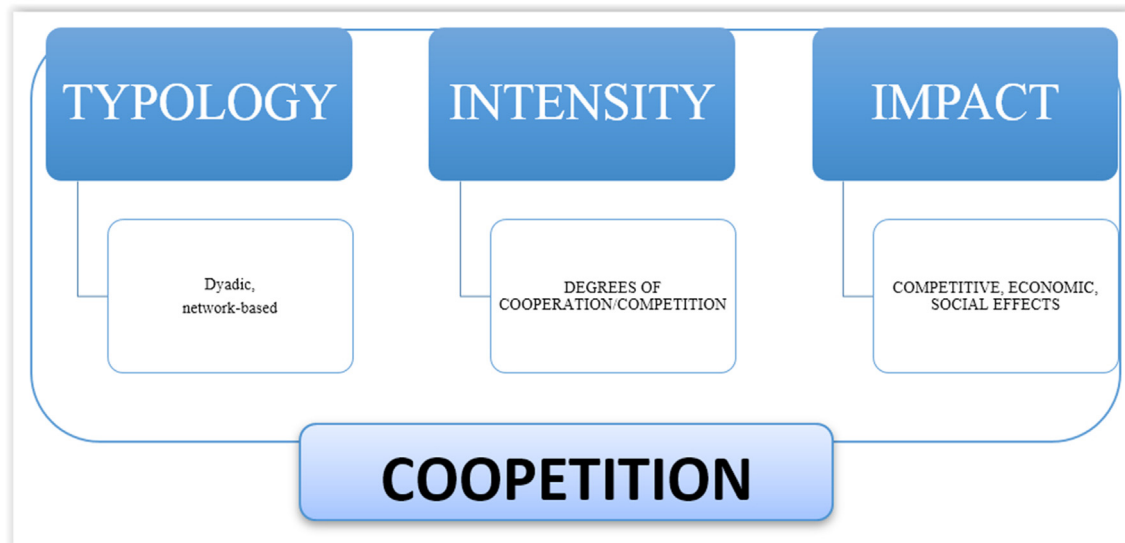 TYPOLOGY
INTENSITY
IMPACT
Dyadic,
network-based
DEGREES OF
COOPERATION/COMPETITION
COMPETITIVE, ECONOMIC,
SOCIAL EFFECTS
COOPETITION